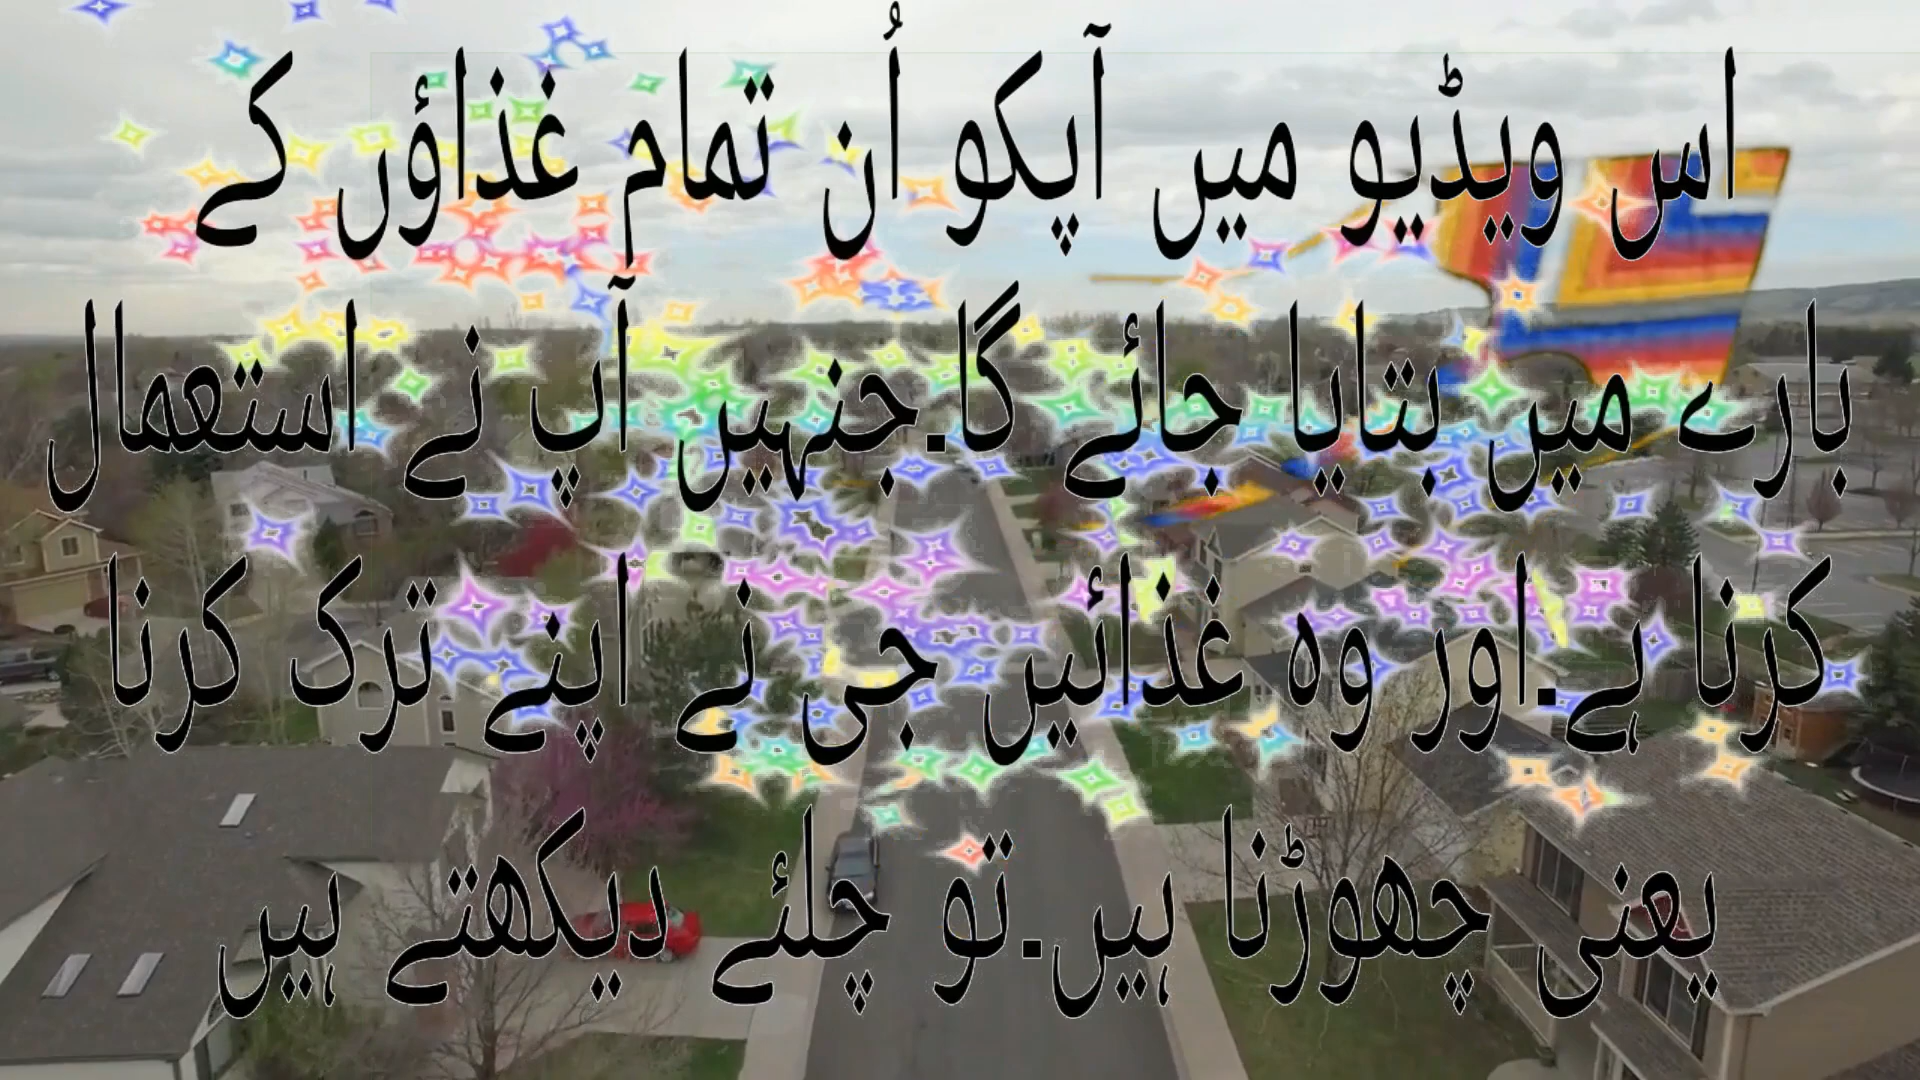 اس ویڈیو میں آپکو اُن تمام غذاؤں کے
بارے میں بتایا جائے گا.جنہیں آپ نے استعمال
کرنا ہے.اور وہ غذائیں جی نے اپنے ترک کرنا
یعنی چھوڑنا ہیں.تو چلئے دیکھتے ہیں